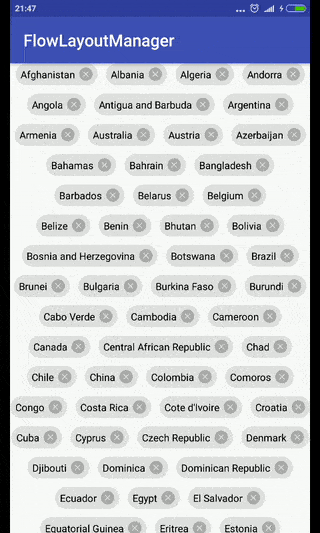 21:47 ...
FlowLayoutManager
Afghanistan Albania Algeria Andorra
Angola Antigua and Barbuda Argentina
Armenia Australia Austria Azerbaijan
Bahamas Bahrain Bangladesh
Barbados Belarus Belgium
Belize Benin Bhutan Bolivia
Bosnia and Herzegovina Botswana Brazil
Brunei Bulgaria Burkina Faso Burundi
Cabo Verde Cambodia Cameroon
Canada Central African Republic Chad
Chile China Colombia Comoros
Congo Costa Rica Cote d'Ivoire Croatia
Cuba Cyprus Czech Republic Denmark
Djibouti Dominica Dominican Republic
Ecuador Egypt El Salvador
Equatorial Guinea Eritrea Estonia